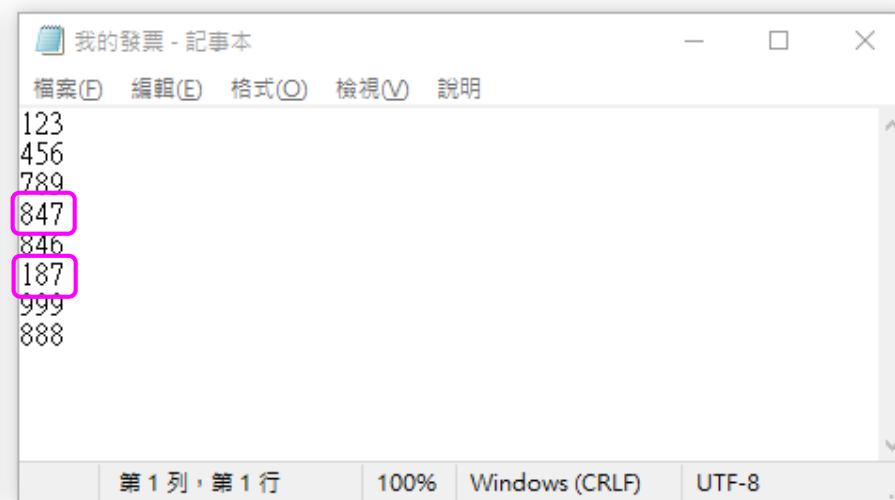 我的發票 - 記事本
檔案(F) 編輯(E) 格式(O) 檢視(V) 說明
123
456
789
847
846
187
999
888
第 1 列，第 1 行 100% Windows (CRLF) UTF-8